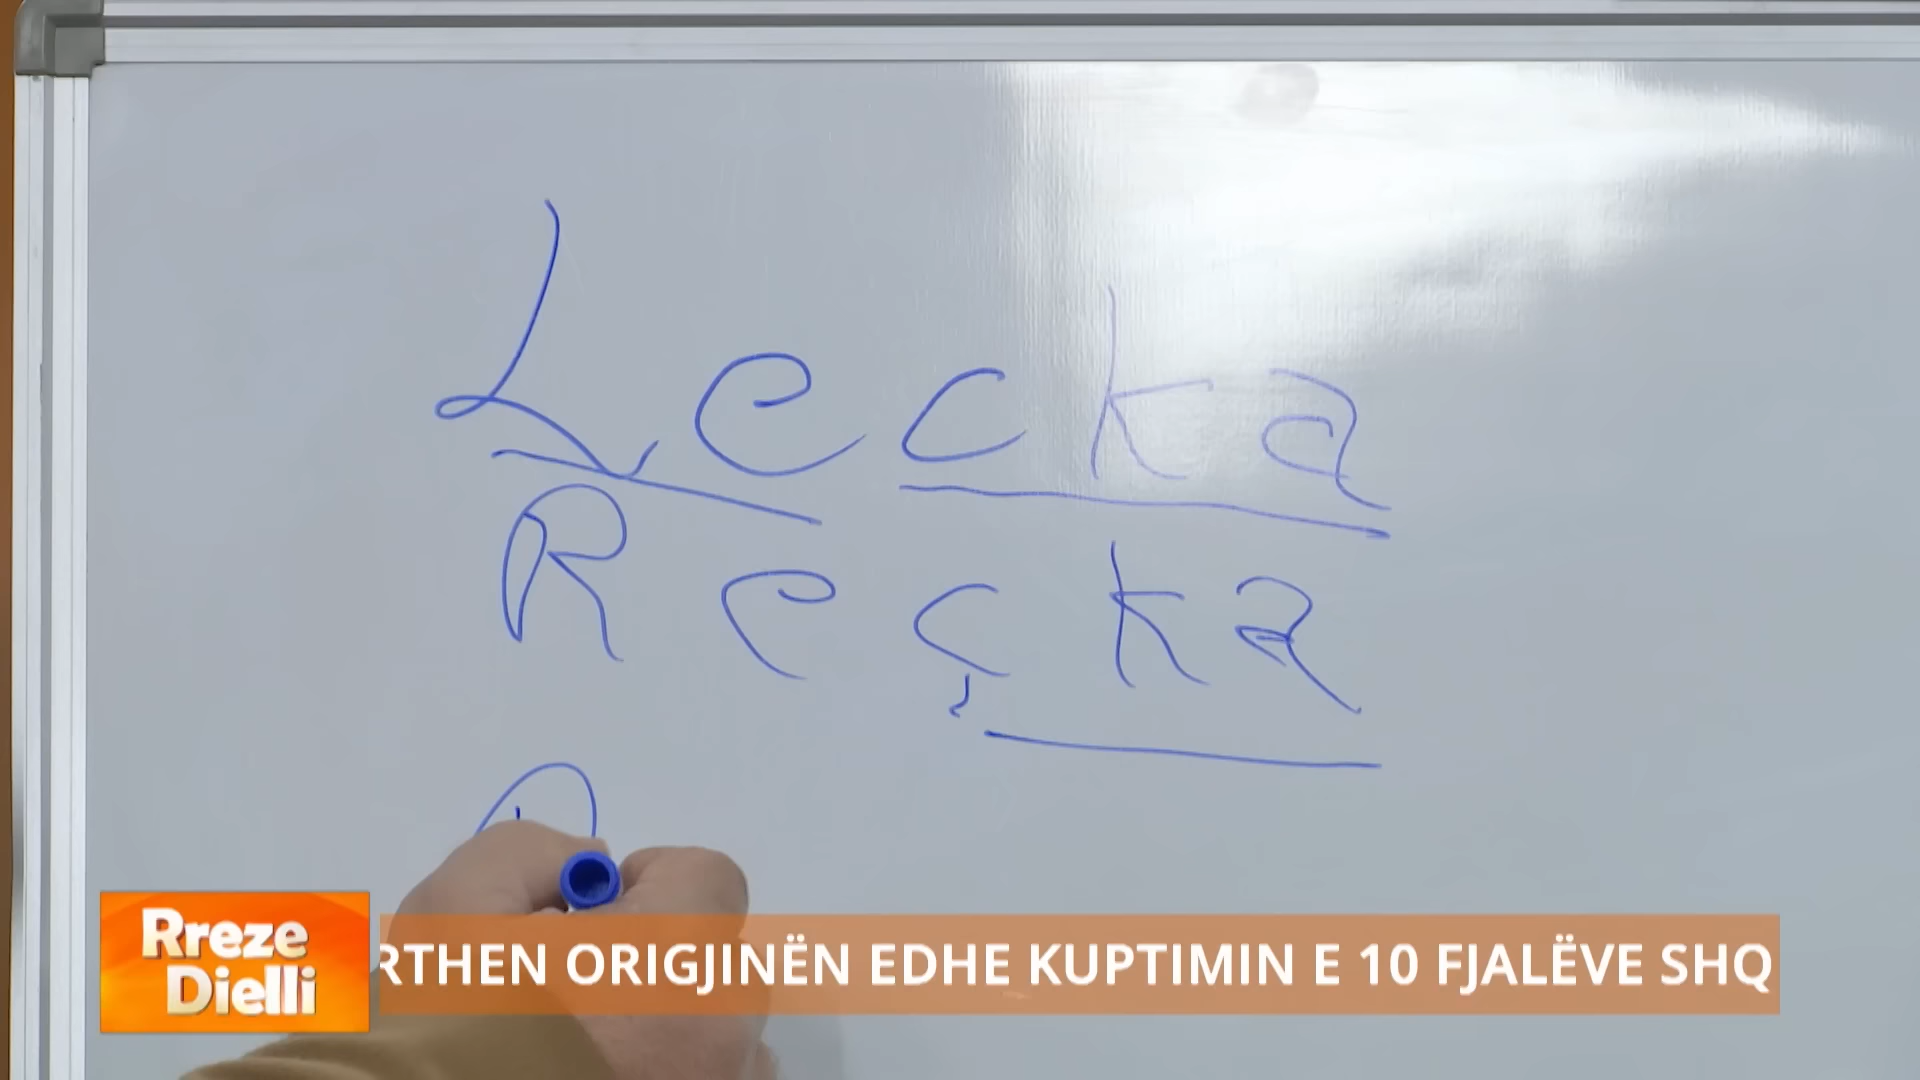 Lecka
Reçka
Rreze
Dielli
RTHEN ORIGJINËN EDHE KUPTIMIN E 10 FJALËVE SHQ